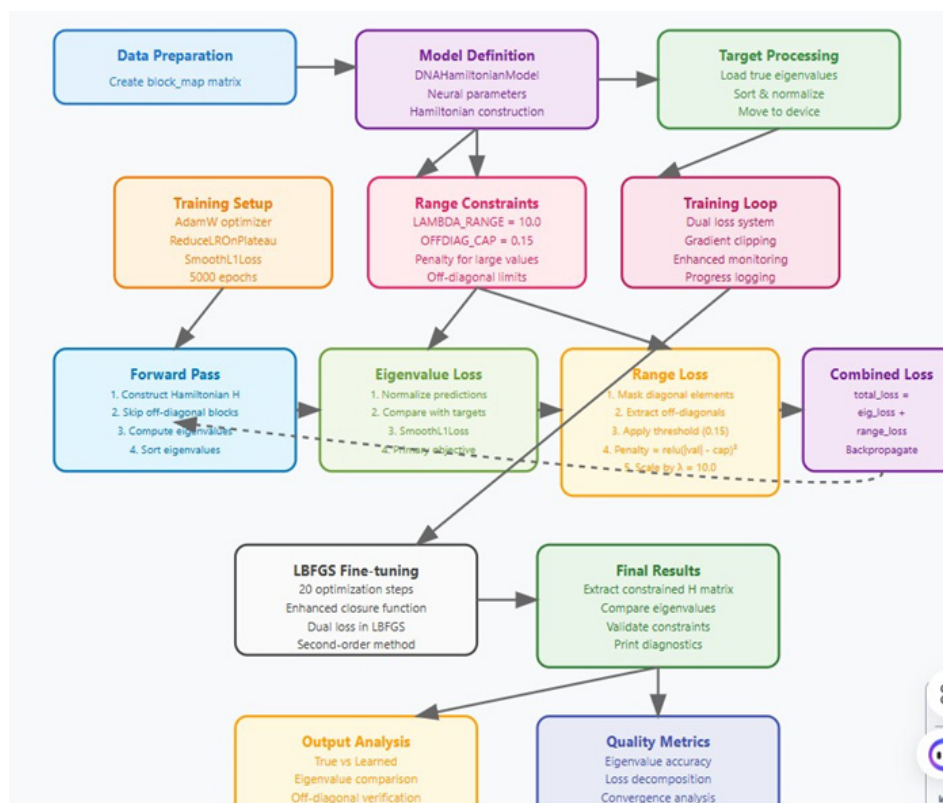 Data Preparation
Create block_map matrix
Model Definition
DNAHamiltonianModel
Neural parameters
Hamiltonian construction
Target Processing
Load true eigenvalues
Sort & normalize
Move to device
Training Setup
AdamW optimizer
ReduceLROnPlateau
SmoothL1Loss
5000 epochs
Range Constraints
LAMBDA_RANGE = 10.0
OFFDIAG_CAP = 0.15
Penalty for large values
Off-diagonal limits
Training Loop
Dual loss system
Gradient clipping
Enhanced monitoring
Progress logging
Forward Pass
1. Construct Hamiltonian H
2. Skip off-diagonal blocks
3. Compute eigenvalues
4. Sort eigenvalues
Eigenvalue Loss
1. Normalize predictions
2. Compare with targets
3. SmoothL1Loss
4. Primary objective
Range Loss
1. Mask diagonal elements
2. Extract off-diagonals
3. Apply threshold (0.15)
4. Penalty = relu(|val| - cap)²
5. Scale by λ = 10.0
Combined Loss
total_loss =
eig_loss +
range_loss
Backpropagate
LBFGS Fine-tuning
20 optimization steps
Enhanced closure function
Dual loss in LBFGS
Second-order method
Final Results
Extract constrained H matrix
Compare eigenvalues
Validate constraints
Print diagnostics
Output Analysis
True vs Learned
Eigenvalue comparison
Off-diagonal verification
Quality Metrics
Eigenvalue accuracy
Loss decomposition
Convergence analysis